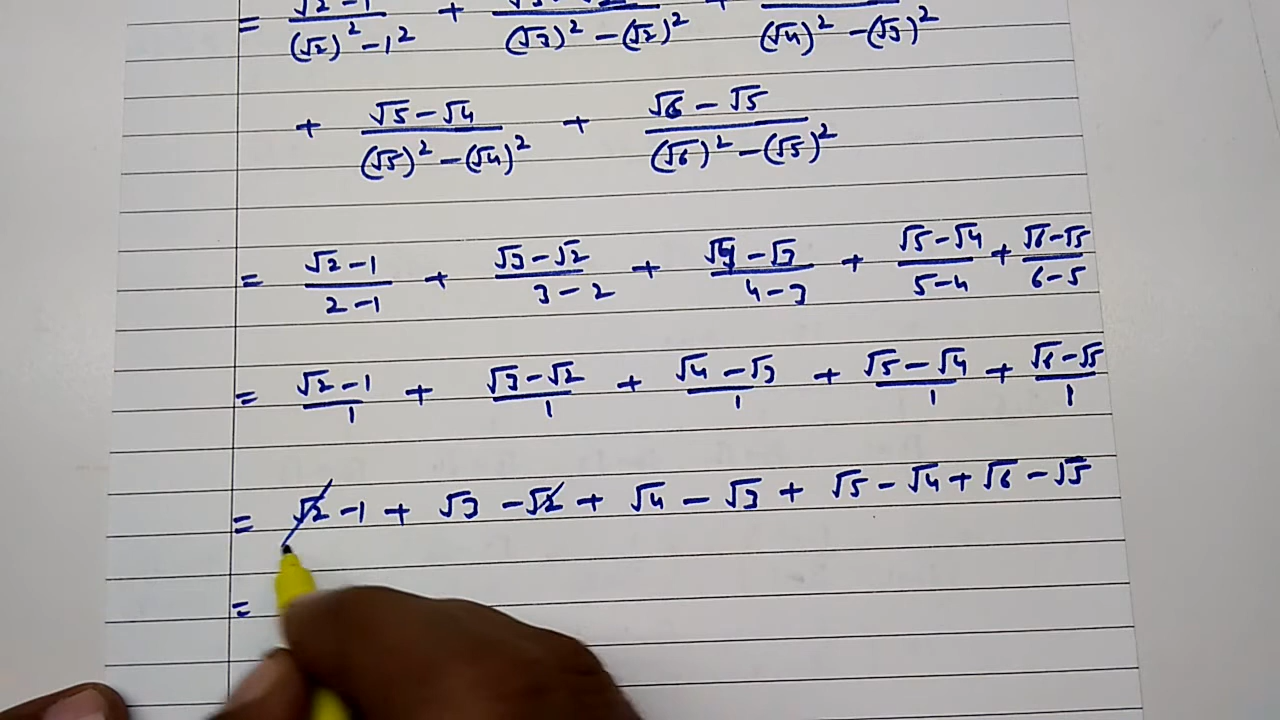 = √2 - 1 / (√2)² - 1² + √3 - √2 / (√3)² - (√2)² + / (√4)² - (√3)²
+ √5 - √4 / (√5)² - (√4)² + √6 - √5 / (√6)² - (√5)²
= √2 - 1 / 2 - 1 + √3 - √2 / 3 - 2 + √4 - √3 / 4 - 3 + √5 - √4 / 5 - 4 + √6 - √5 / 6 - 5
= √2 - 1 / 1 + √3 - √2 / 1 + √4 - √3 / 1 + √5 - √4 / 1 + √6 - √5 / 1
= √2 - 1 + √3 - √2 + √4 - √3 + √5 - √4 + √6 - √5
=